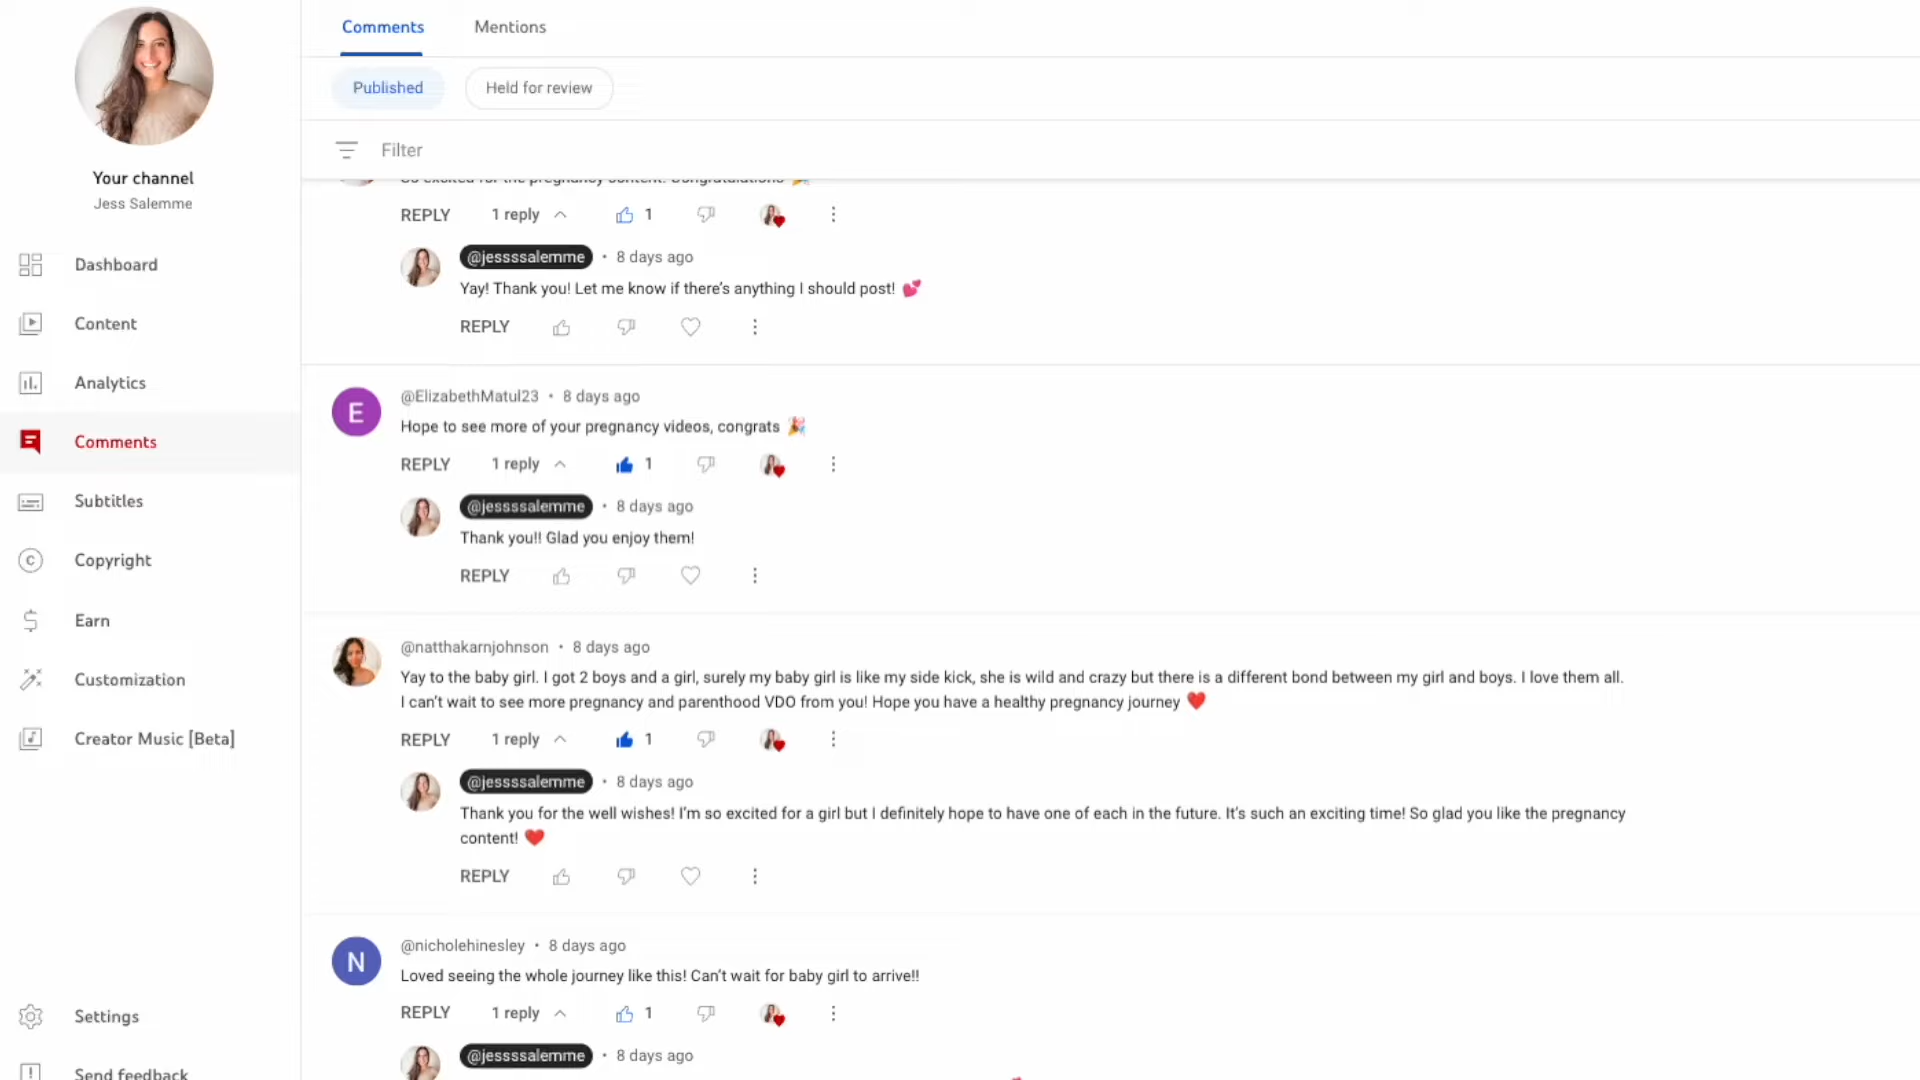 Comments
Mentions
Published
Held for review
Filter
Your channel
Jess Salemme
Dashboard
Content
Analytics
Comments
Subtitles
Copyright
Earn
Customization
Creator Music [Beta]
Settings
Send feedback
So excited for the pregnancy content! Congratulations 🎉
REPLY 1 reply 1
@jessssalemme • 8 days ago
Yay! Thank you! Let me know if there's anything I should post! 💕
REPLY
E
@ElizabethMatul23 • 8 days ago
Hope to see more of your pregnancy videos, congrats 🎉
REPLY 1 reply 1
@jessssalemme • 8 days ago
Thank you!! Glad you enjoy them!
REPLY
@natthakarnjohnson • 8 days ago
Yay to the baby girl. I got 2 boys and a girl, surely my baby girl is like my side kick, she is wild and crazy but there is a different bond between my girl and boys. I love them all.
I can't wait to see more pregnancy and parenthood VDO from you! Hope you have a healthy pregnancy journey ❤️
REPLY 1 reply 1
@jessssalemme • 8 days ago
Thank you for the well wishes! I'm so excited for a girl but I definitely hope to have one of each in the future. It's such an exciting time! So glad you like the pregnancy
content! ❤️
REPLY
N
@nicholehinesley • 8 days ago
Loved seeing the whole journey like this! Can't wait for baby girl to arrive!!
REPLY 1 reply 1
@jessssalemme • 8 days ago